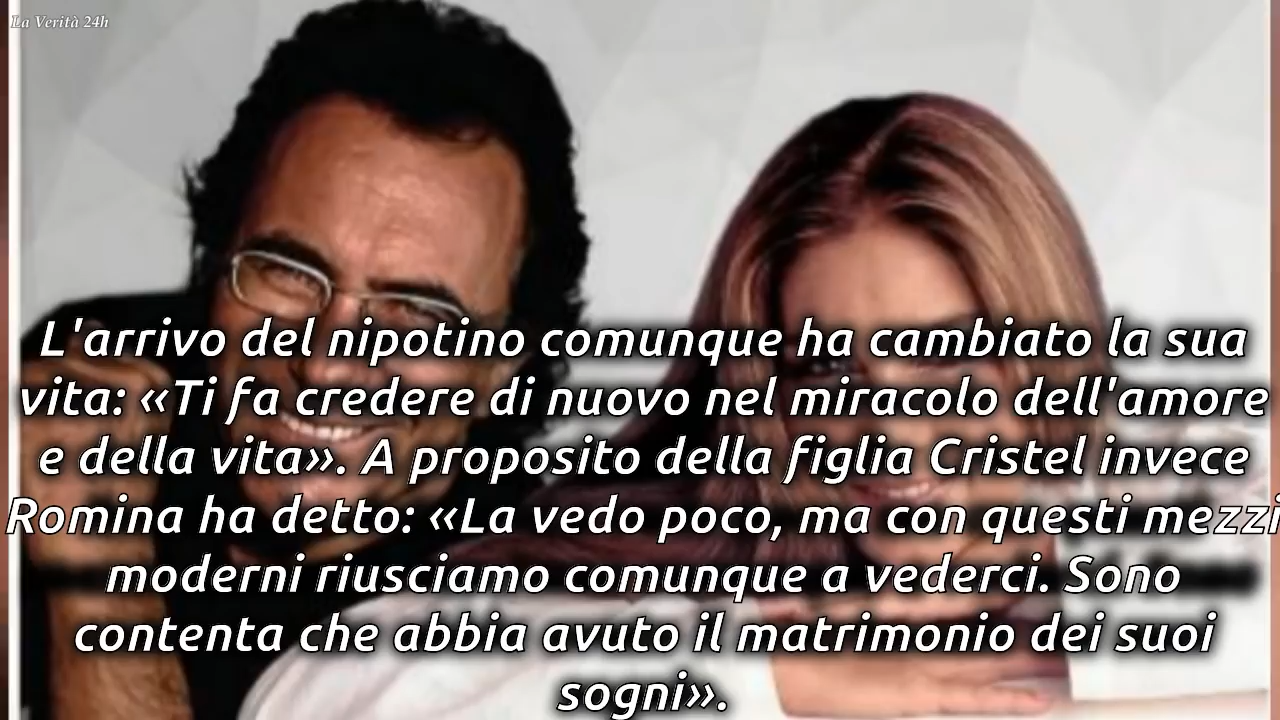 La Verità 24h
L'arrivo del nipotino comunque ha cambiato la sua
vita: «Ti fa credere di nuovo nel miracolo dell'amore
e della vita». A proposito della figlia Cristel invece
Romina ha detto: «La vedo poco, ma con questi mezzi
moderni riusciamo comunque a vederci. Sono
contenta che abbia avuto il matrimonio dei suoi
sogni».